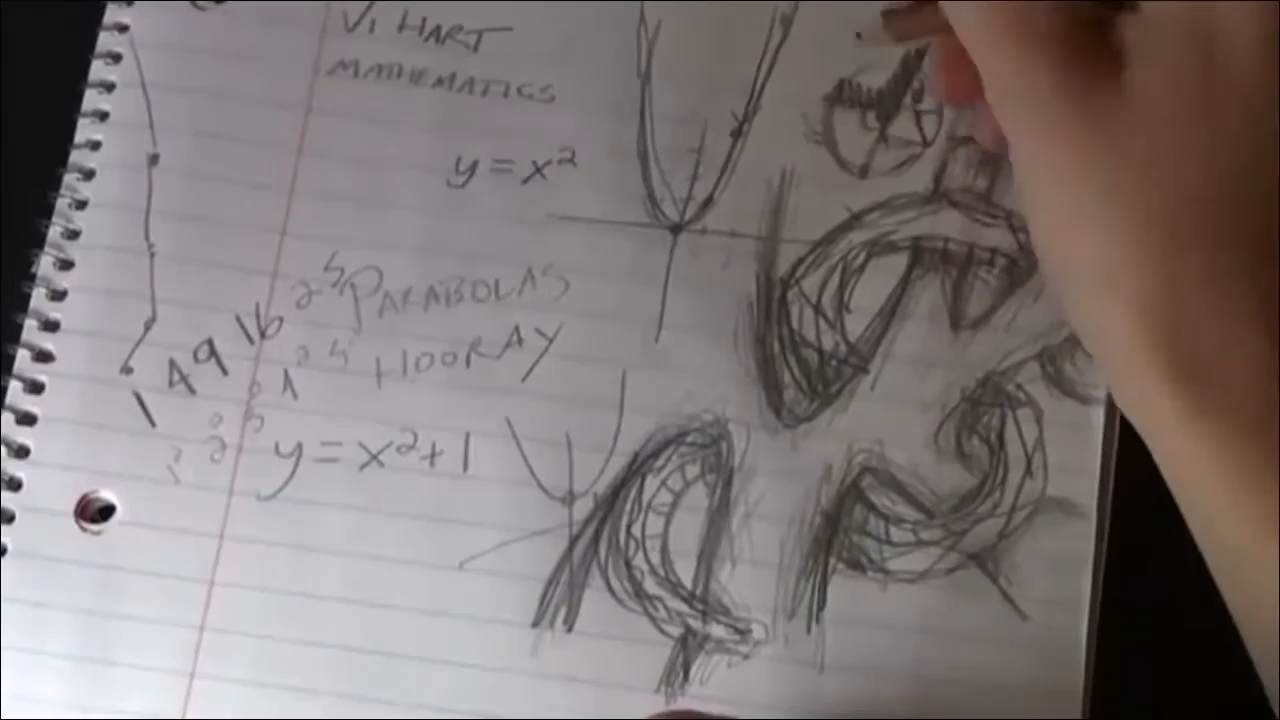 VI HART
MATHEMATICS
y=x²
PARABOLAS
HOORAY
1 4 9 16 25
y=x²+1